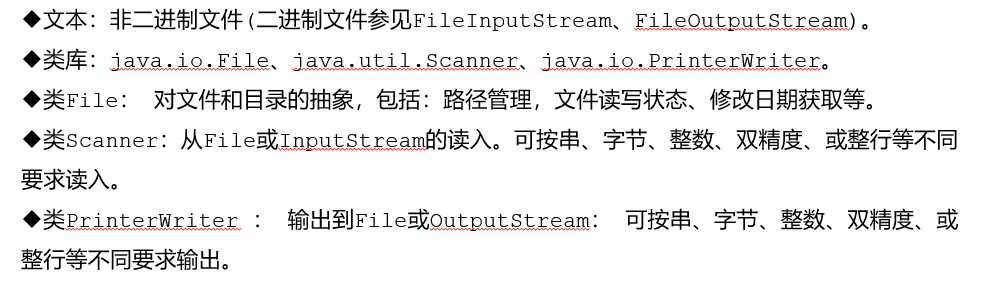 ◆文本：非二进制文件(二进制文件参见FileInputStream、FileOutputStream)。
◆类库：java.io.File、java.util.Scanner、java.io.PrinterWriter。
◆类File： 对文件和目录的抽象，包括：路径管理，文件读写状态、修改日期获取等。
◆类Scanner：从File或InputStream的读入。可按串、字节、整数、双精度、或整行等不同
要求读入。
◆类PrinterWriter ： 输出到File或OutputStream： 可按串、字节、整数、双精度、或
整行等不同要求输出。